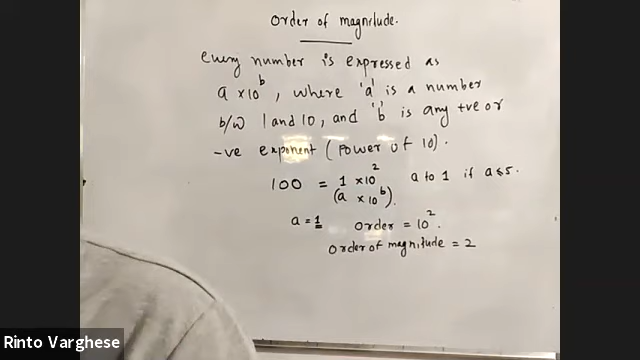 Order of magnitude.
every number is expressed as
a ×10^b, where 'a' is a number
b/w 1 and 10, and 'b' is any +ve or
-ve exponent (Power of 10).
100 = 1 ×10^2 a to 1 if a≤5.
(a ×10^b).
a = 1 Order = 10^2.
Order of magnitude = 2
Rinto Varghese